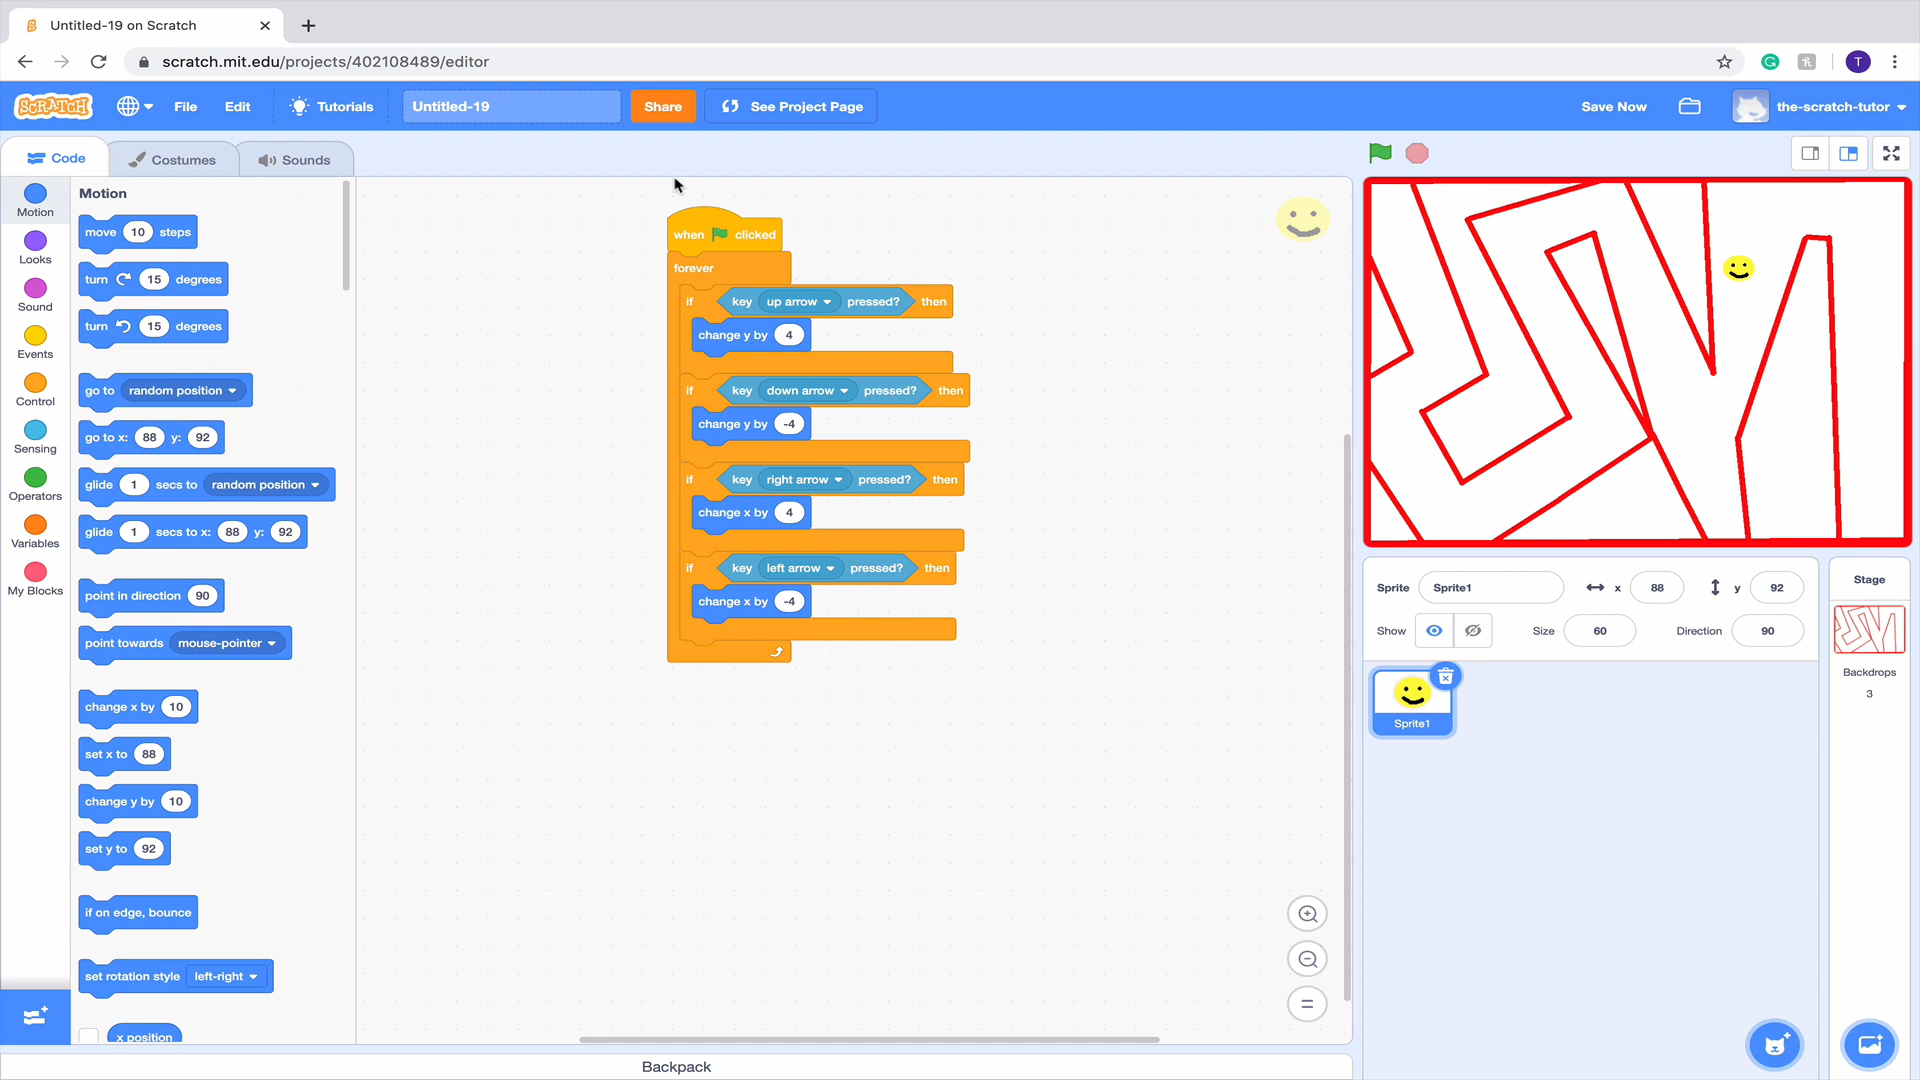 Untitled-19 on Scratch
scratch.mit.edu/projects/402108489/editor
T
SCRATCH
File
Edit
Tutorials
Untitled-19
Share
See Project Page
Save Now
the-scratch-tutor
Code
Costumes
Sounds
Motion
Looks
Sound
Events
Control
Sensing
Operators
Variables
My Blocks
Motion
move 10 steps
turn 15 degrees
turn 15 degrees
go to random position
go to x: 88 y: 92
glide 1 secs to random position
glide 1 secs to x: 88 y: 92
point in direction 90
point towards mouse-pointer
change x by 10
set x to 88
change y by 10
set y to 92
if on edge, bounce
set rotation style left-right
x position
when clicked
forever
if key up arrow pressed? then
change y by 4
if key down arrow pressed? then
change y by -4
if key right arrow pressed? then
change x by 4
if key left arrow pressed? then
change x by -4
Sprite Sprite1 x 88 y 92
Show Size 60 Direction 90
Sprite1
Stage
Backdrops
3
Backpack